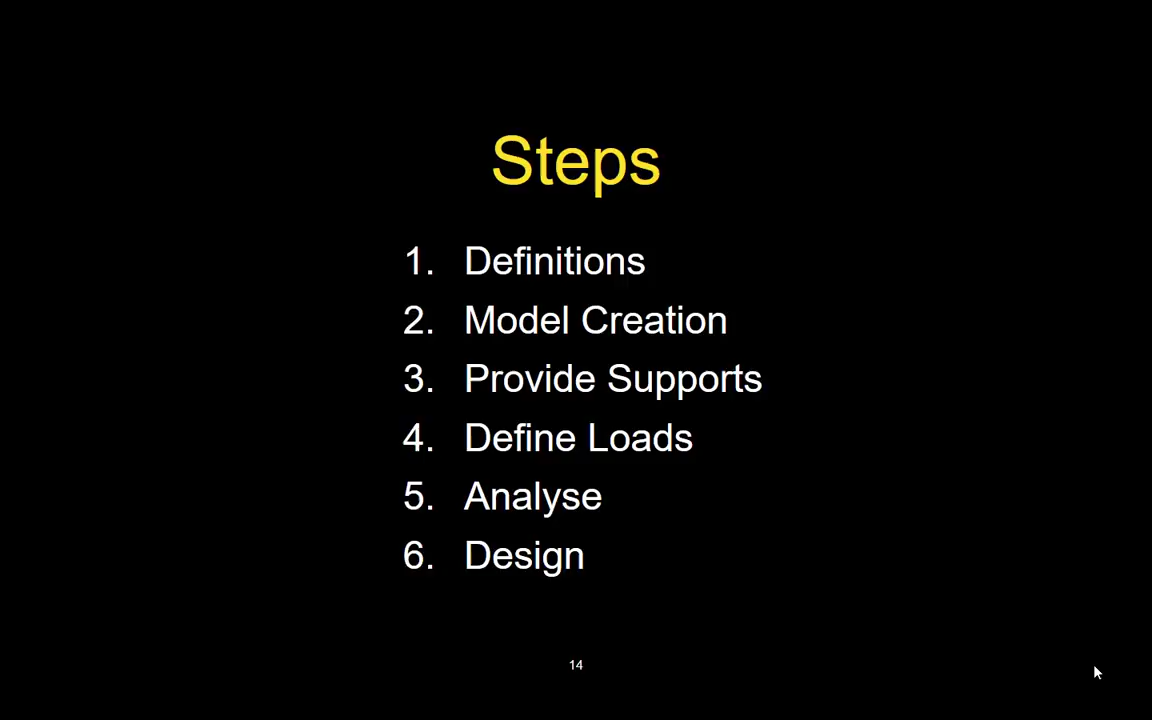 Steps
1. Definitions
2. Model Creation
3. Provide Supports
4. Define Loads
5. Analyse
6. Design
14